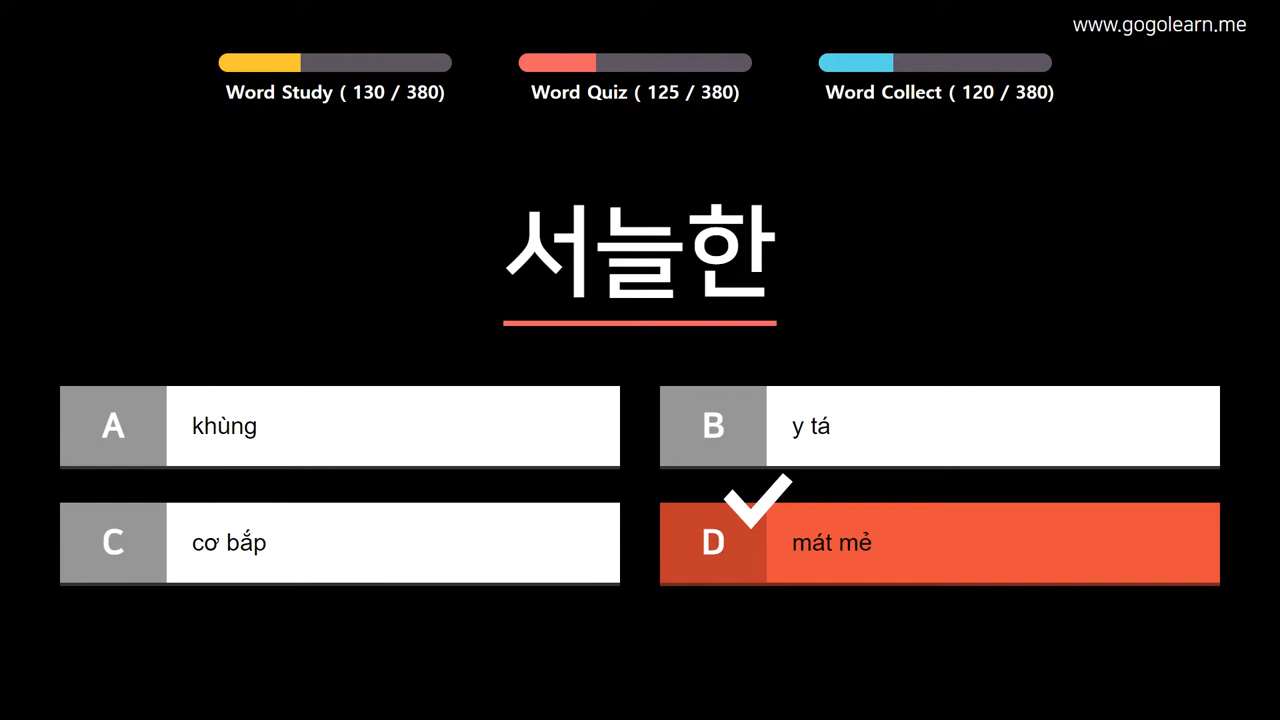 www.gogolearn.me
Word Study ( 130 / 380)
Word Quiz ( 125 / 380)
Word Collect ( 120 / 380)
서늘한
A khùng
B y tá
C cơ bắp
D mát mẻ